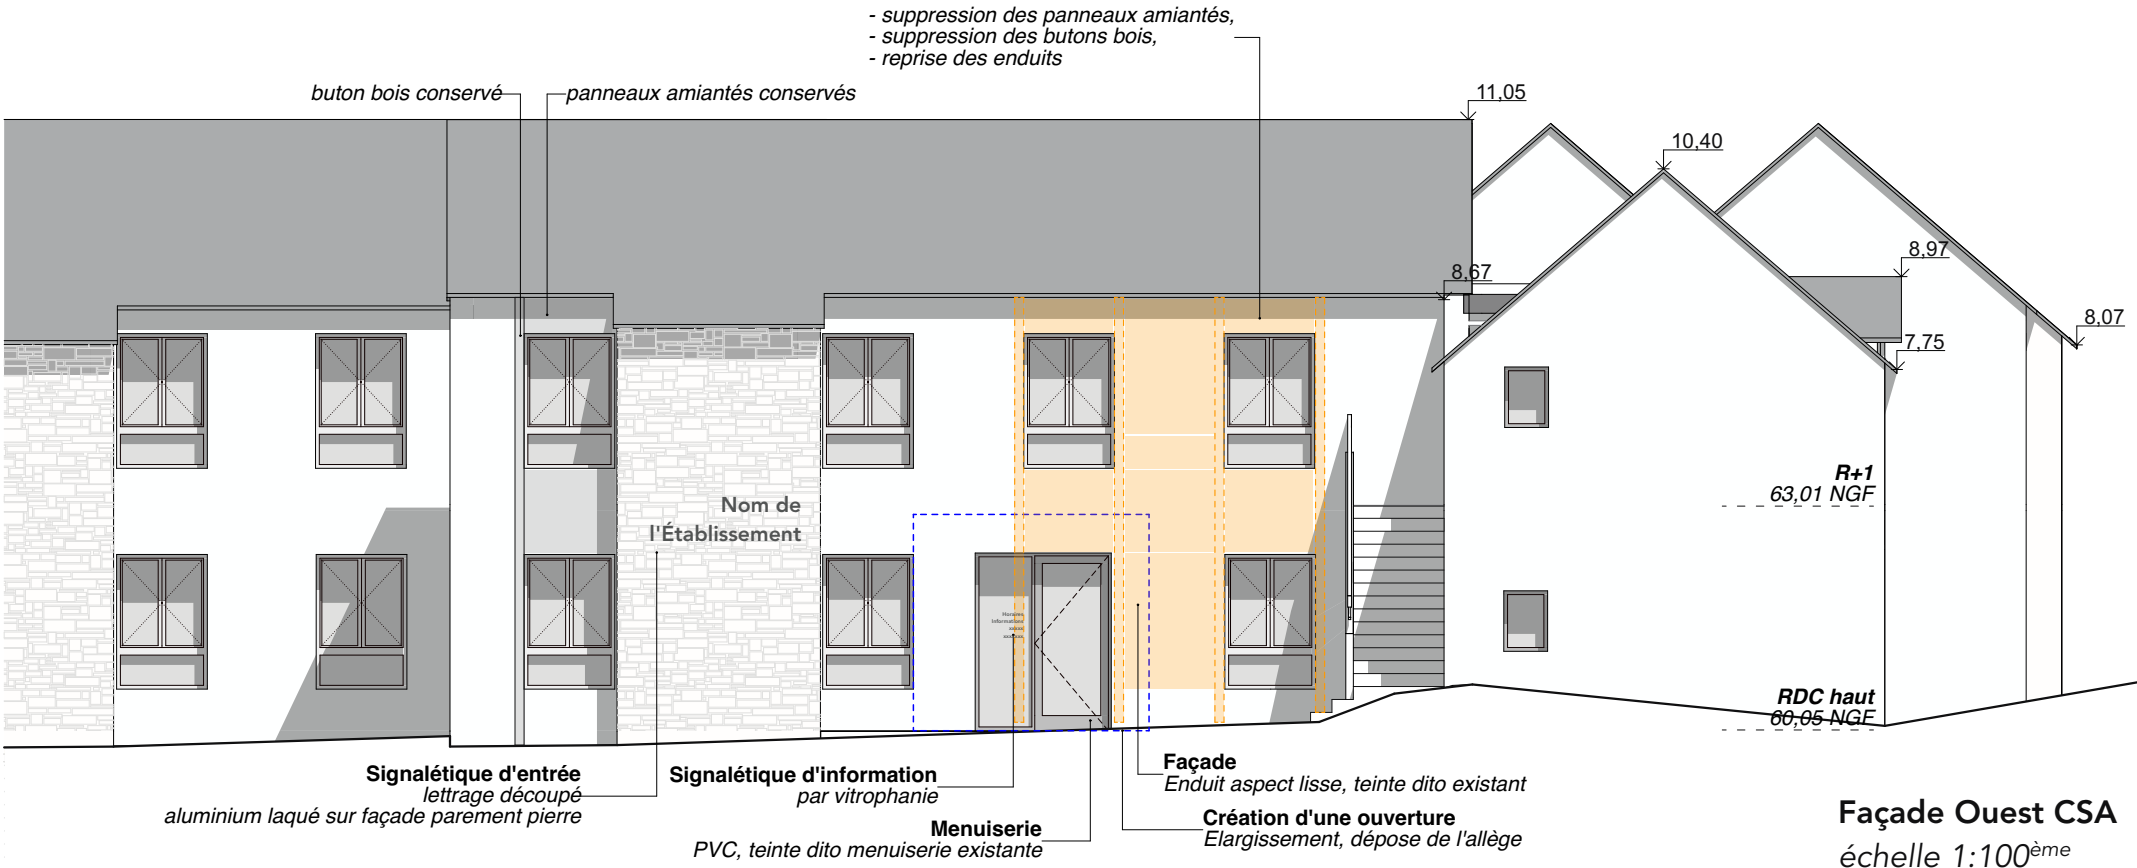 - suppression des panneaux amiantés,
- suppression des butons bois,
- reprise des enduits
buton bois conservé
panneaux amiantés conservés
11,05
10,40
8,97
8,67
8,07
7,75
R+1
63,01 NGF
Nom de
l'Établissement
Horaires
Informations
RDC haut
60,05 NGF
Signalétique d'entrée
lettrage découpé
aluminium laqué sur façade parement pierre
Signalétique d'information
par vitrophanie
Menuiserie
PVC, teinte dito menuiserie existante
Façade
Enduit aspect lisse, teinte dito existant
Création d'une ouverture
Elargissement, dépose de l'allège
Façade Ouest CSA
échelle 1:100ème